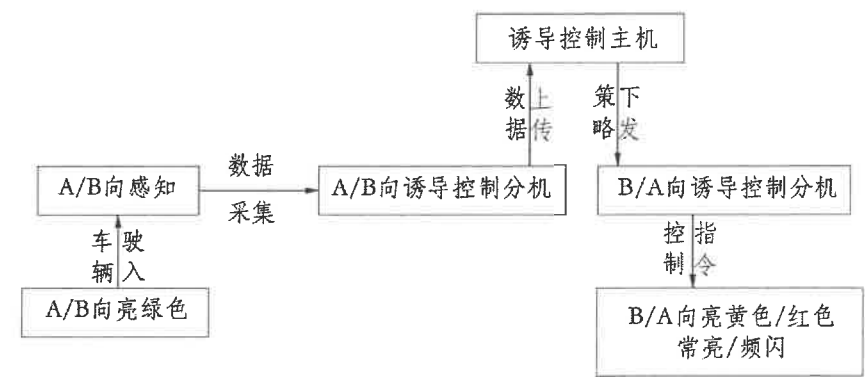 诱导控制主机
数据上传
策略下发
A/B向感知
数据
采集
A/B向诱导控制分机
B/A向诱导控制分机
车辆驶入
控制指令
A/B向亮绿色
B/A向亮黄色/红色
常亮/频闪